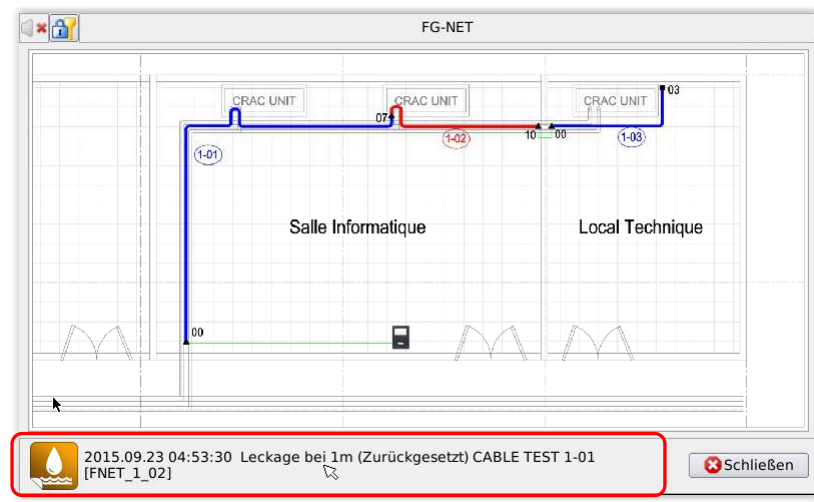 FG-NET
CRAC UNIT
CRAC UNIT
CRAC UNIT
03
07
10
00
1-01
1-02
1-03
Salle Informatique
Local Technique
00
2015.09.23 04:53:30 Leckage bei 1m (Zurückgesetzt) CABLE TEST 1-01
[FNET_1_02]
Schließen